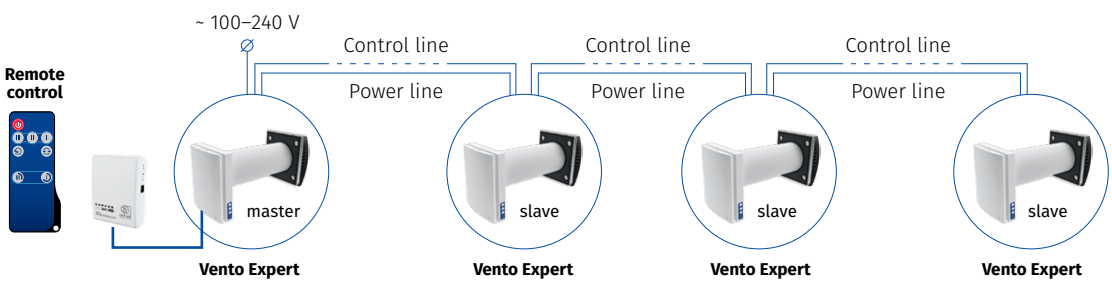 ~ 100–240 V
Control line
Control line
Control line
Remote
control
Power line
Power line
Power line
master
slave
slave
slave
Vento Expert
Vento Expert
Vento Expert
Vento Expert